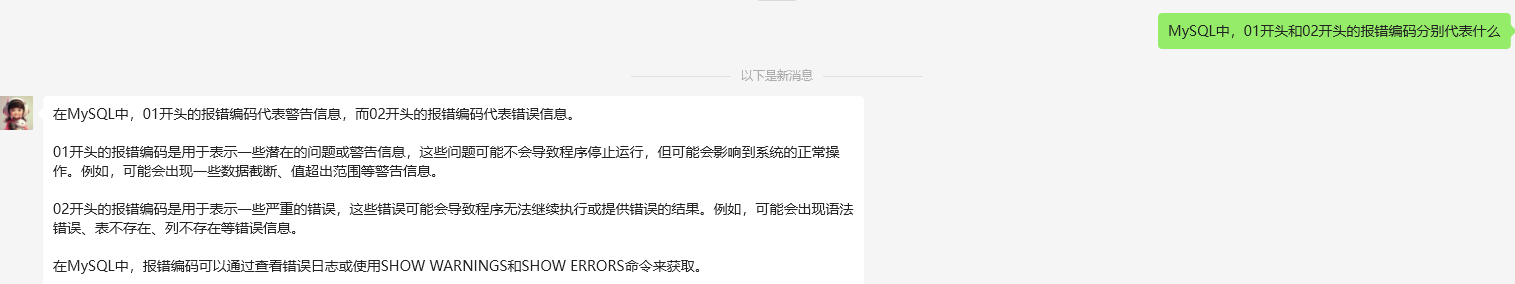 MySQL中，01开头和02开头的报错编码分别代表什么
以下是新消息
在MySQL中，01开头的报错编码代表警告信息，而02开头的报错编码代表错误信息。
01开头的报错编码是用于表示一些潜在的问题或警告信息，这些问题可能不会导致程序停止运行，但可能会影响到系统的正常操
作。例如，可能会出现一些数据截断、值超出范围等警告信息。
02开头的报错编码是用于表示一些严重的错误，这些错误可能会导致程序无法继续执行或提供错误的结果。例如，可能会出现语法
错误、表不存在、列不存在等错误信息。
在MySQL中，报错编码可以通过查看错误日志或使用SHOW WARNINGS和SHOW ERRORS命令来获取。